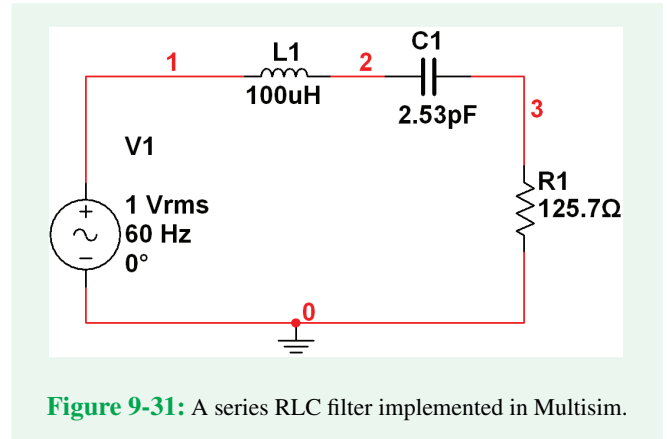 1
L1
100uH
2
C1
2.53pF
3
V1
1 Vrms
60 Hz
0°
R1
125.7Ω
0
Figure 9-31: A series RLC filter implemented in Multisim.